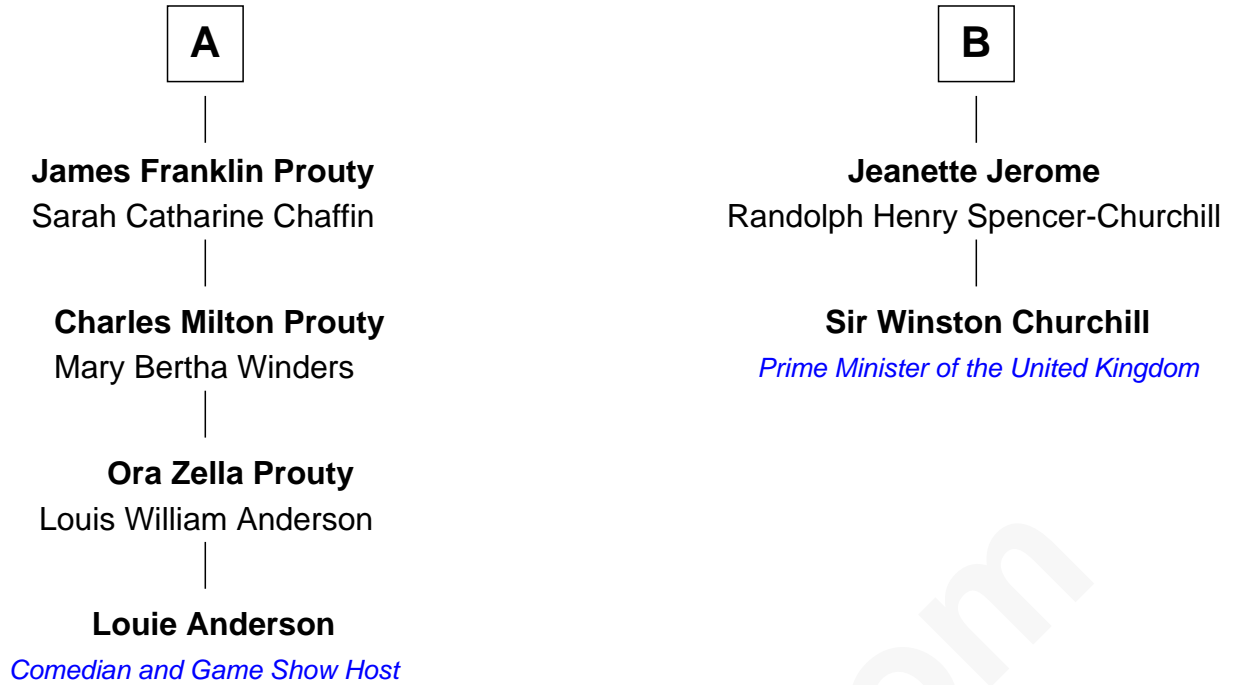 A
James Franklin Prouty
Sarah Catharine Chaffin
Charles Milton Prouty
Mary Bertha Winders
Ora Zella Prouty
Louis William Anderson
Louie Anderson
Comedian and Game Show Host
B
Jeanette Jerome
Randolph Henry Spencer-Churchill
Sir Winston Churchill
Prime Minister of the United Kingdom
om